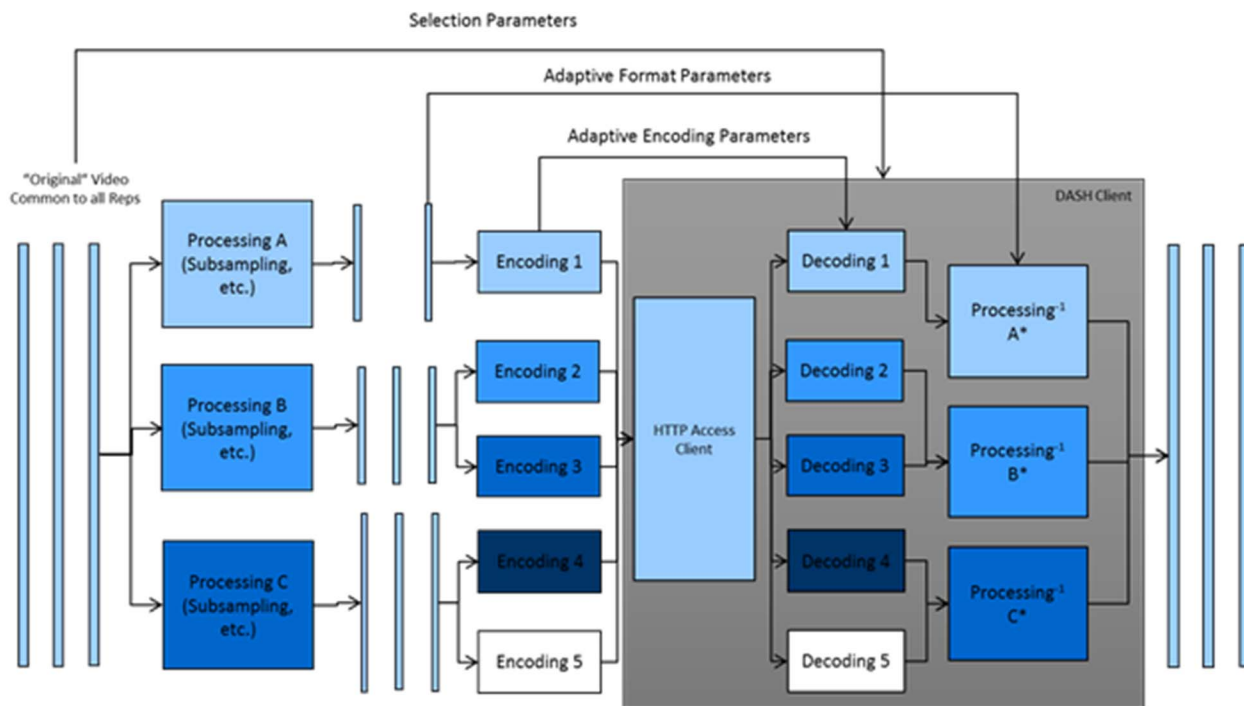 Selection Parameters
Adaptive Format Parameters
Adaptive Encoding Parameters
"Original" Video
Common to all Reps
DASH Client
Processing A
(Subsampling,
etc.)
Encoding 1
Decoding 1
Processing⁻¹
A*
Processing B
(Subsampling,
etc.)
Encoding 2
Encoding 3
HTTP Access
Client
Decoding 2
Decoding 3
Processing⁻¹
B*
Processing C
(Subsampling,
etc.)
Encoding 4
Encoding 5
Decoding 4
Decoding 5
Processing⁻¹
C*